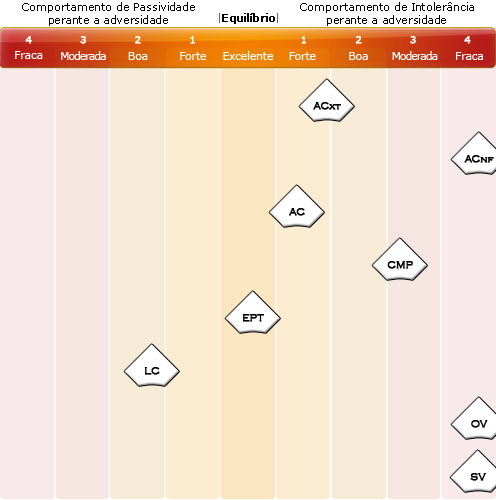 Comportamento de Passividade
perante a adversidade
|Equilíbrio|
Comportamento de Intolerância
perante a adversidade
4 3 2 1 1 2 3 4
Fraca Moderada Boa Forte Excelente Forte Boa Moderada Fraca
ACXT
ACNF
AC
CMP
EPT
LC
OV
SV